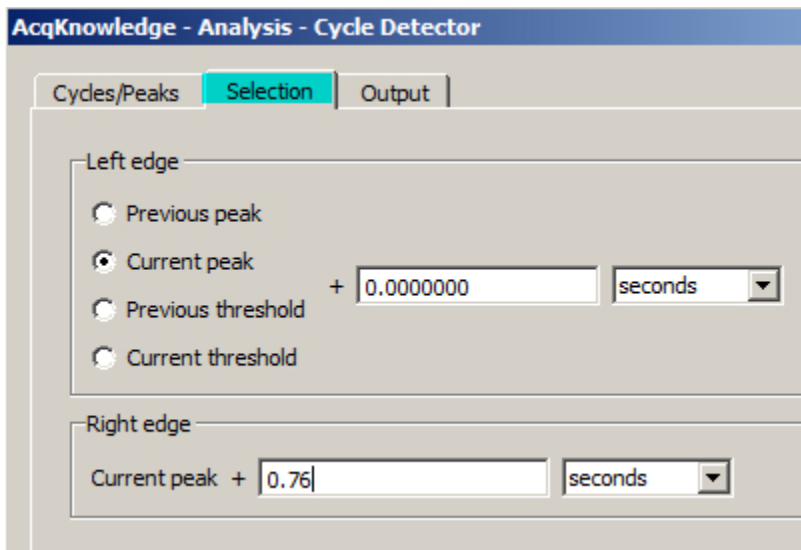 AcqKnowledge - Analysis - Cycle Detector
Cycles/Peaks Selection Output
Left edge
Previous peak
Current peak
+ 0.0000000 seconds
Previous threshold
Current threshold
Right edge
Current peak + 0.76 seconds